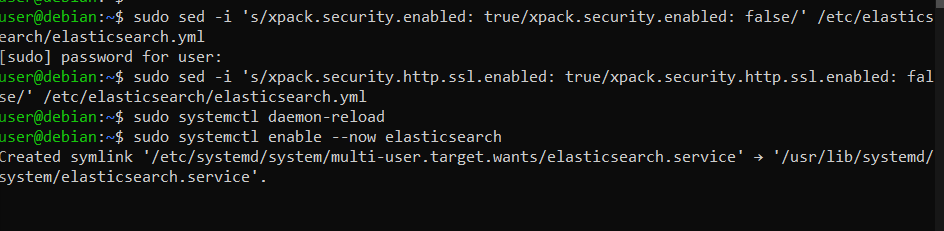 user@debian:~$ sudo sed -i 's/xpack.security.enabled: true/xpack.security.enabled: false/' /etc/elastics
earch/elasticsearch.yml
[sudo] password for user:
user@debian:~$ sudo sed -i 's/xpack.security.http.ssl.enabled: true/xpack.security.http.ssl.enabled: fal
se/' /etc/elasticsearch/elasticsearch.yml
user@debian:~$ sudo systemctl daemon-reload
user@debian:~$ sudo systemctl enable --now elasticsearch
Created symlink '/etc/systemd/system/multi-user.target.wants/elasticsearch.service' → '/usr/lib/systemd/
system/elasticsearch.service'.